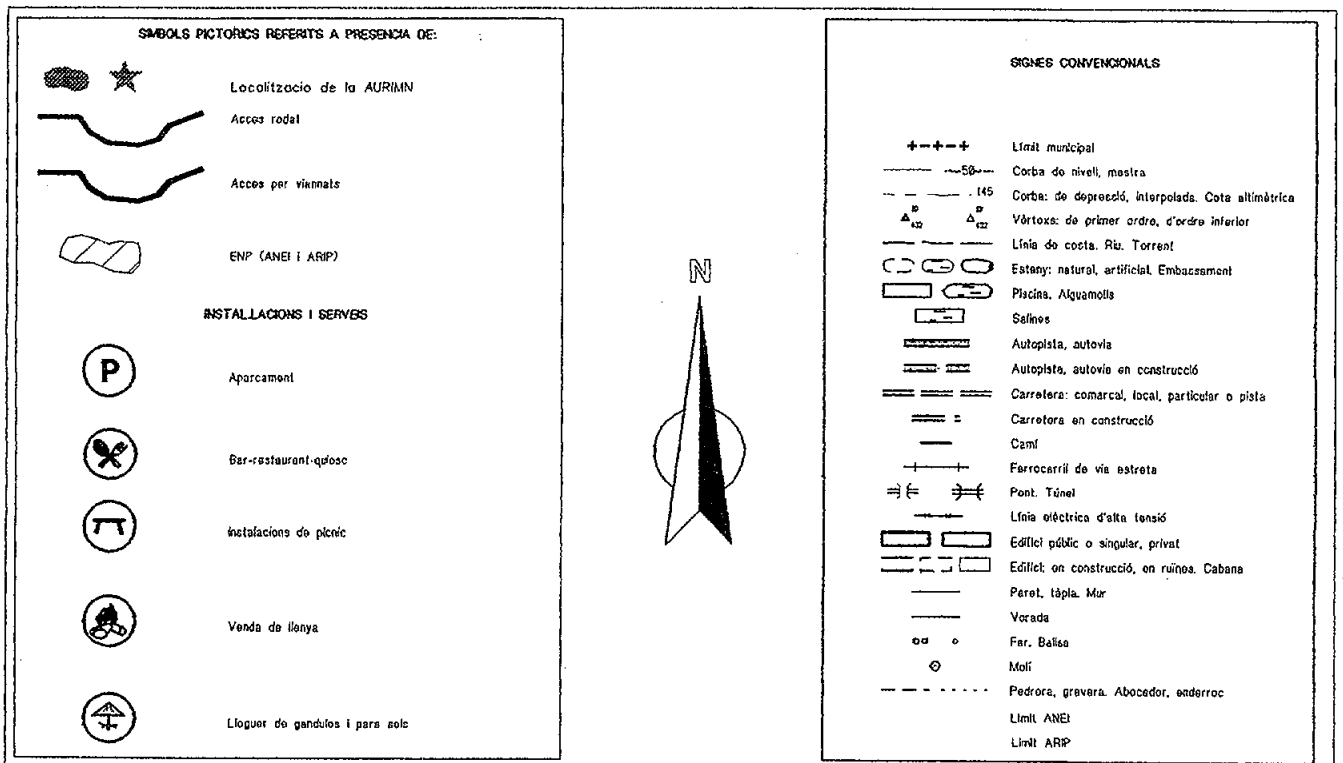 SIMBOLS PICTORICS REFERITS A PRESENCIA DE:
Localitzacio de la AURIMN
Acces rodat
Acces per viannats
ENP (ANEI i ARIP)
INSTAL.LACIONS I SERVEIS
P
Aparcament
Bar-restaurant-quiosc
Instalacions de picnic
Venda de llenya
Lloguer de gandules i para sols
N
SIGNES CONVENCIONALS
Límit municipal
50
Corba de nivell, mestra
145
Corba: de depressió, interpolada. Cota altimètrica
432 432
Vèrtexs: de primer ordre, d'ordre inferior
Línia de costa. Riu. Torrent
Estany: natural, artificial. Embassament
Piscina. Aiguamolls
Salines
Autopista, autovia
Autopista, autovia en construcció
Carretera: comarcal, local, particular o pista
Carretera en construcció
Camí
Ferrocarril de via estreta
Pont. Túnel
Línia elèctrica d'alta tensió
Edifici públic o singular, privat
Edifici: en construcció, en ruïnes. Cabana
Paret, tàpia. Mur
Vorada
Far. Balisa
Molí
Pedrera, gravera. Abocador, enderroc
Límit ANEI
Límit ARIP